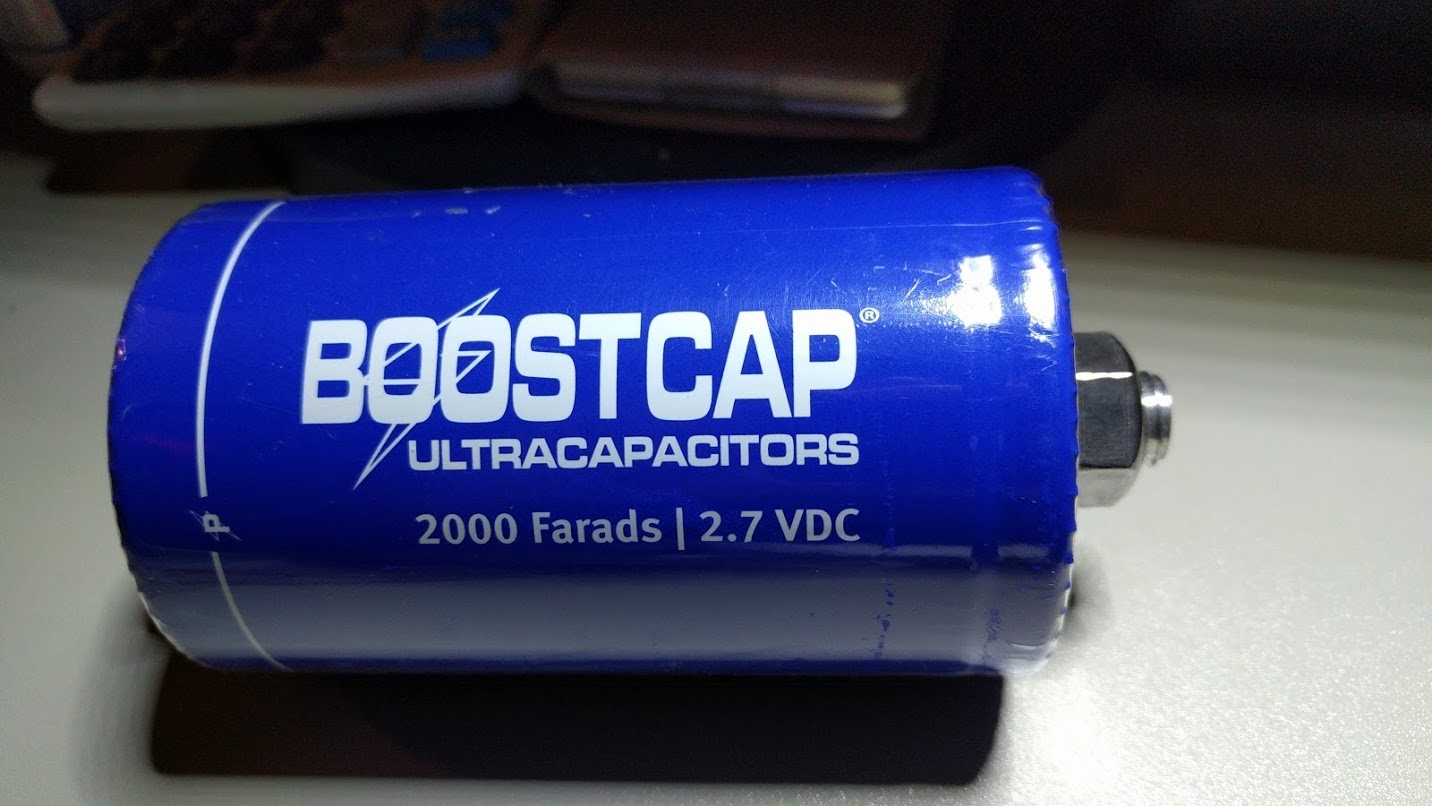 BOOSTCAP®
ULTRACAPACITORS
2000 Farads | 2.7 VDC
P